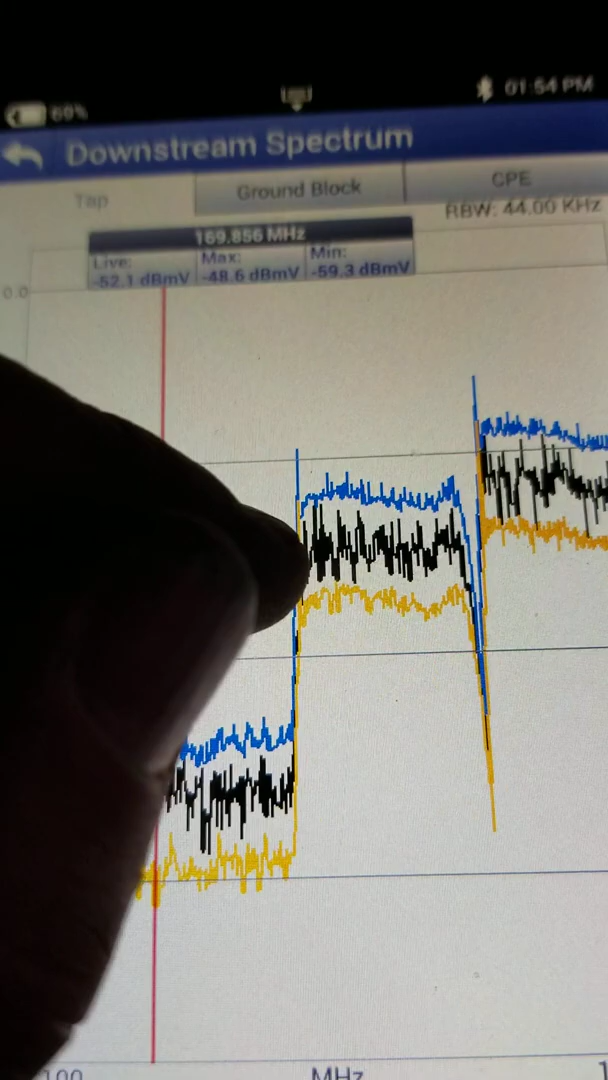 69% 01:54 PM
Downstream Spectrum
Tap Ground Block CPE
RBW: 44.00 KHz
169.856 MHz
Live: Max: Min:
-52.1 dBmV -48.6 dBmV -59.3 dBmV
0.0
100 MHz 1